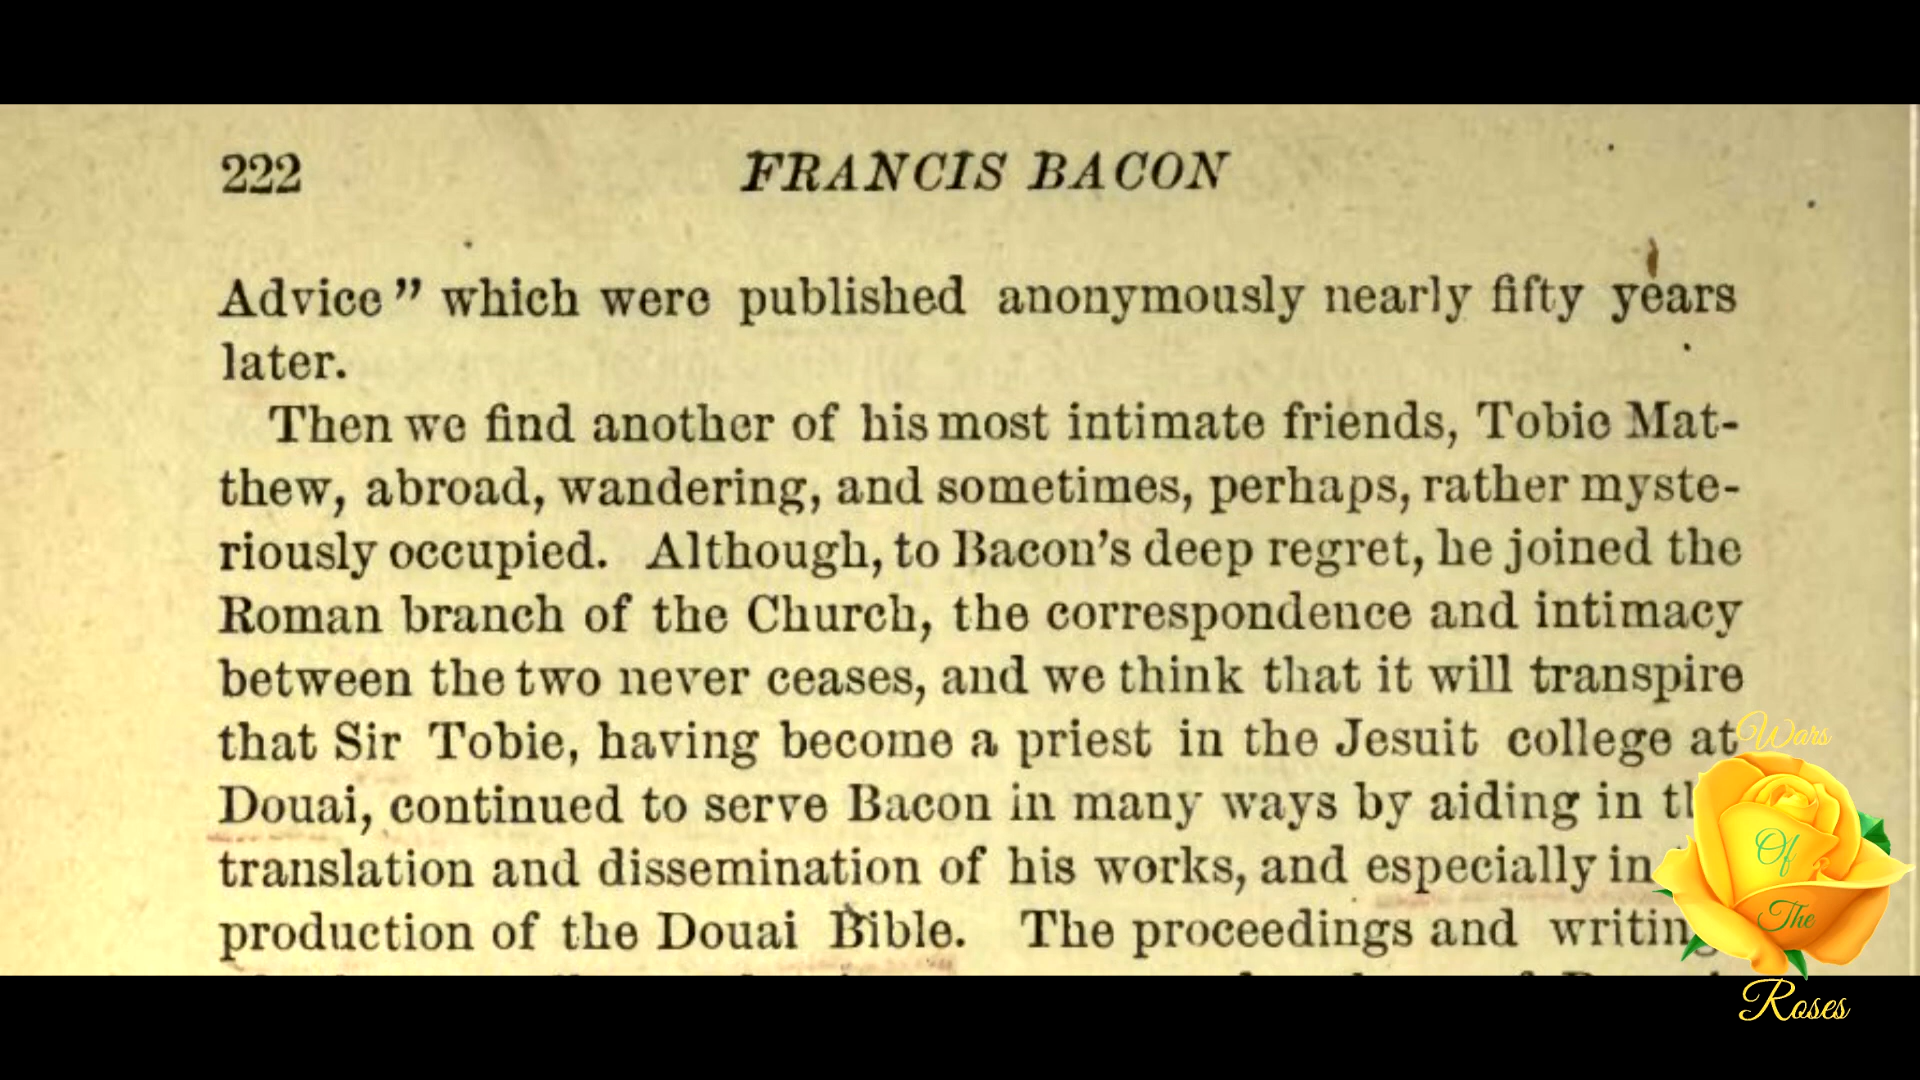 222 FRANCIS BACON
Advice" which were published anonymously nearly fifty years
later.
Then we find another of his most intimate friends, Tobie Mat-
thew, abroad, wandering, and sometimes, perhaps, rather myste-
riously occupied. Although, to Bacon's deep regret, he joined the
Roman branch of the Church, the correspondence and intimacy
between the two never ceases, and we think that it will transpire
that Sir Tobie, having become a priest in the Jesuit college at
Douai, continued to serve Bacon in many ways by aiding in
translation and dissemination of his works, and especially in
production of the Douai Bible. The proceedings and
Wars
Of
The
Roses